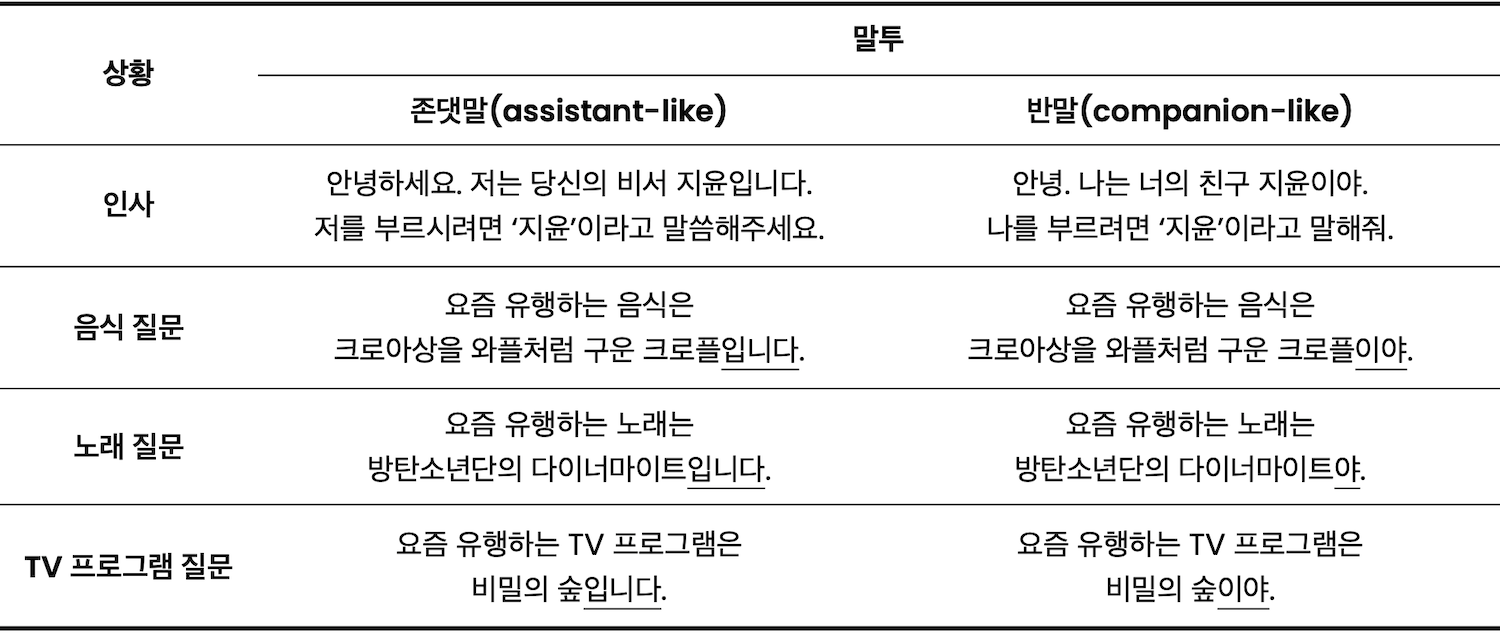 상황
말투
존댓말(assistant-like)
반말(companion-like)
인사
안녕하세요. 저는 당신의 비서 지윤입니다.
저를 부르시려면 ‘지윤’이라고 말씀해주세요.
안녕. 나는 너의 친구 지윤이야.
나를 부르려면 ‘지윤’이라고 말해줘.
음식 질문
요즘 유행하는 음식은
크로아상을 와플처럼 구운 크로플입니다.
요즘 유행하는 음식은
크로아상을 와플처럼 구운 크로플이야.
노래 질문
요즘 유행하는 노래는
방탄소년단의 다이너마이트입니다.
요즘 유행하는 노래는
방탄소년단의 다이너마이트야.
TV 프로그램 질문
요즘 유행하는 TV 프로그램은
비밀의 숲입니다.
요즘 유행하는 TV 프로그램은
비밀의 숲이야.